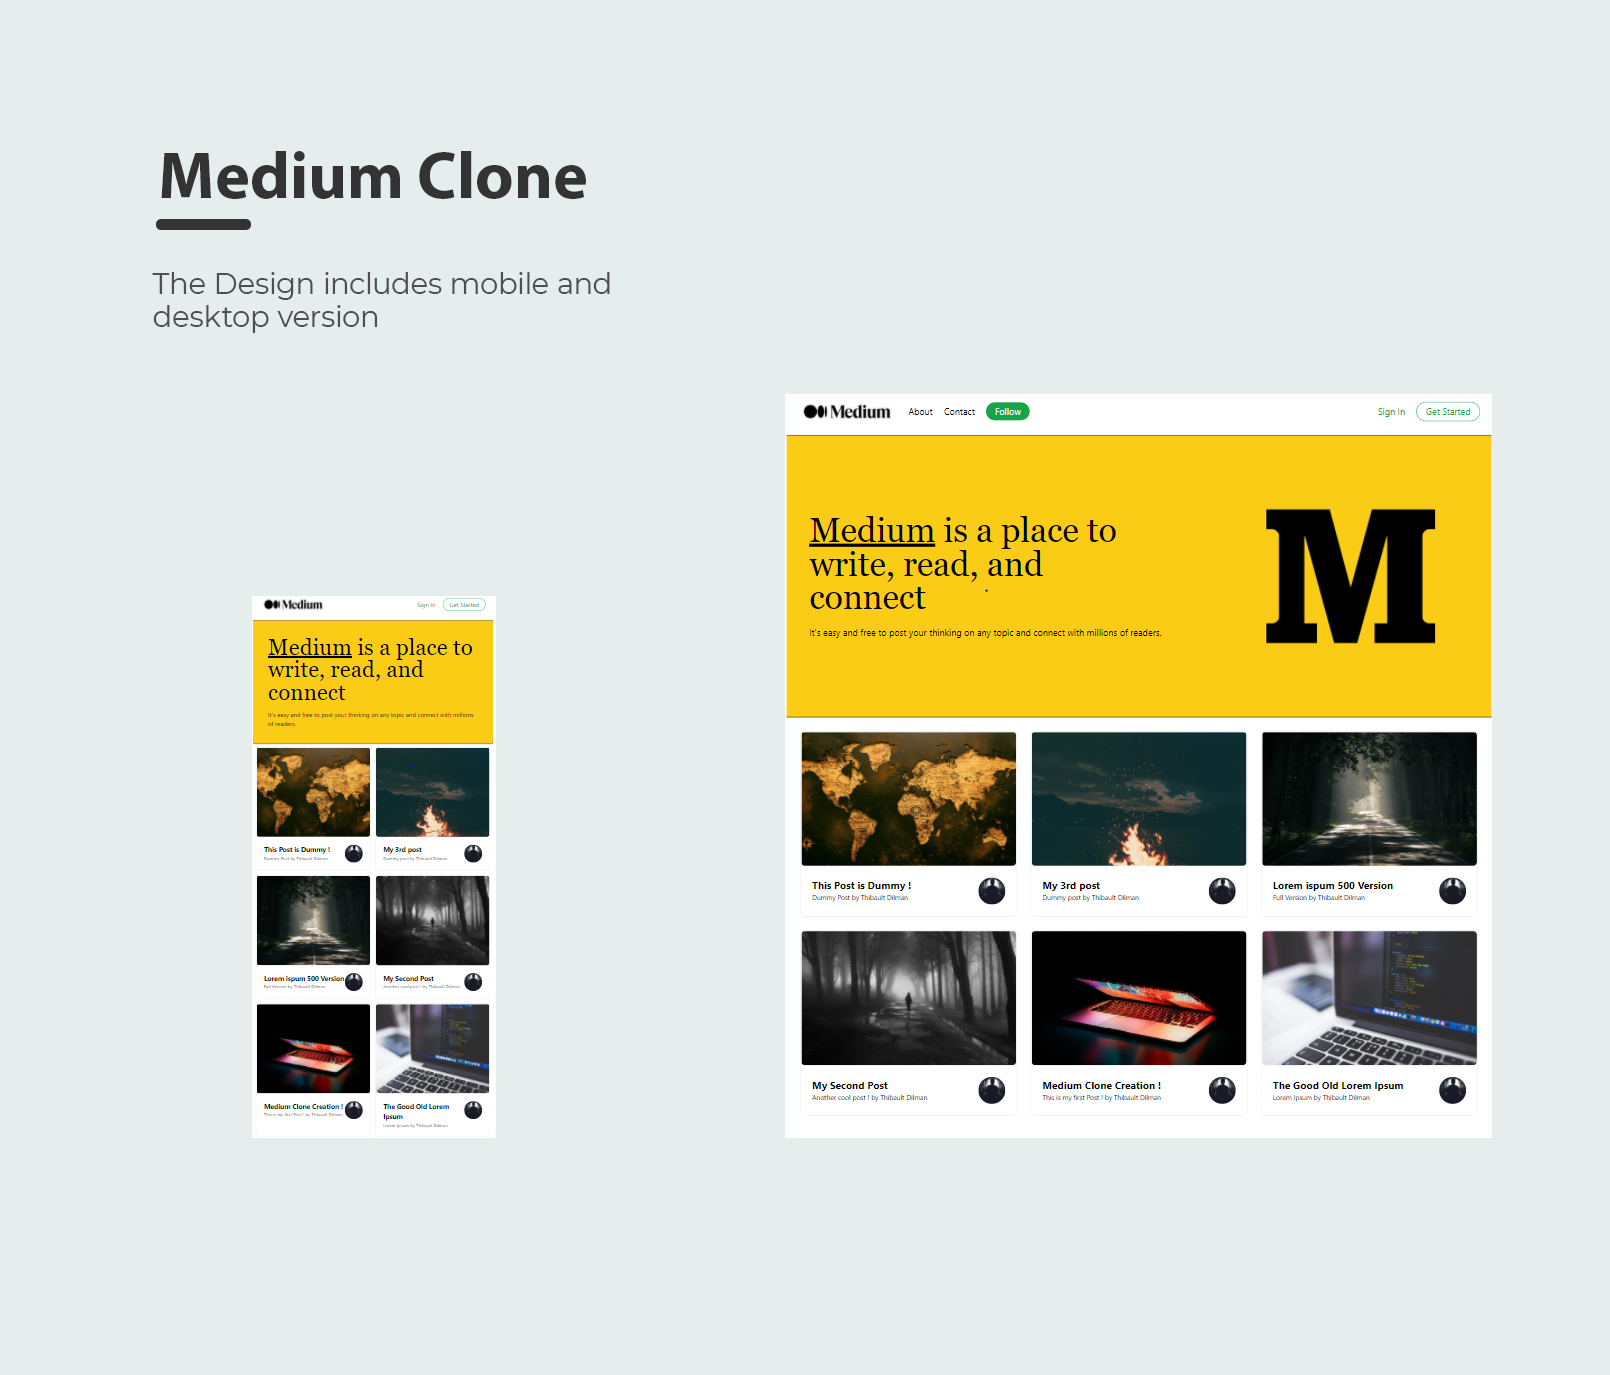 Medium Clone
The Design includes mobile and
desktop version
Medium About Contact Follow Sign In Get Started
Medium is a place to
write, read, and
connect
It's easy and free to post your thinking on any topic and connect with millions of readers.
M
This Post is Dummy !
Dummy Post by Thibault Dilman
My 3rd post
Dummy post by Thibault Dilman
Lorem ispum 500 Version
Full Version by Thibault Dilman
My Second Post
Another cool post ! by Thibault Dilman
Medium Clone Creation !
This is my first Post ! by Thibault Dilman
The Good Old Lorem Ipsum
Lorem Ipsum by Thibault Dilman
Medium Sign In Get Started
Medium is a place to
write, read, and
connect
It's easy and free to post your thinking on any topic and connect with millions
of readers.
This Post is Dummy !
Dummy Post by Thibault Dilman
My 3rd post
Dummy post by Thibault Dilman
Lorem ispum 500 Version
Full Version by Thibault Dilman
My Second Post
Another cool post ! by Thibault Dilman
Medium Clone Creation !
This is my first Post ! by Thibault Dilman
The Good Old Lorem
Ipsum
Lorem Ipsum by Thibault Dilman